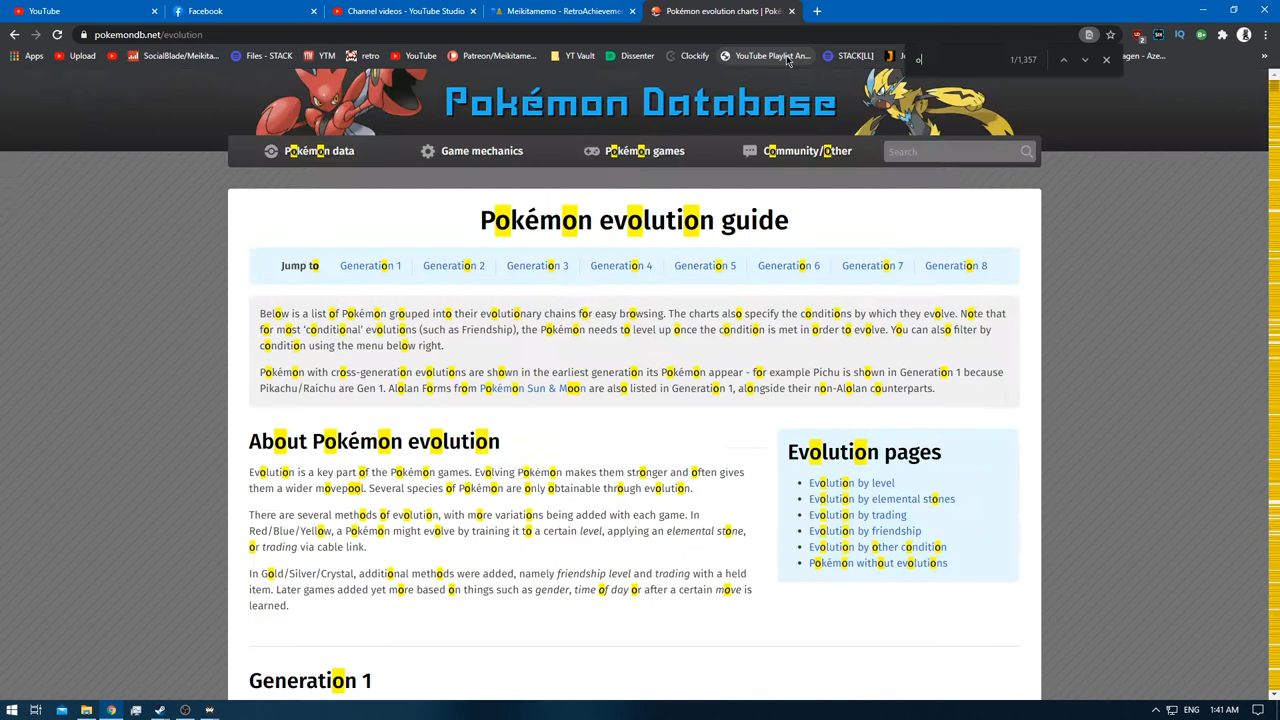 YouTube
Facebook
Channel videos - YouTube Studio
Meikitamemo - RetroAchievem
Pokémon evolution charts | Poké
pokemondb.net/evolution
Apps
Upload
SocialBlade/Meikita...
Files - STACK
YTM
retro
YouTube
Patreon/Meikitame...
YT Vault
Dissenter
Clockify
YouTube Playlist An...
STACK[LL]
agen - Aze...
o
1/1,357
Pokémon Database
Pokémon data
Game mechanics
Pokémon games
Community/Other
Search
Pokémon evolution guide
Jump to
Generation 1
Generation 2
Generation 3
Generation 4
Generation 5
Generation 6
Generation 7
Generation 8
Below is a list of Pokémon grouped into their evolutionary chains for easy browsing. The charts also specify the conditions by which they evolve. Note that
for most ‘conditional’ evolutions (such as Friendship), the Pokémon needs to level up once the condition is met in order to evolve. You can also filter by
condition using the menu below right.
Pokémon with cross-generation evolutions are shown in the earliest generation its Pokémon appear - for example Pichu is shown in Generation 1 because
Pikachu/Raichu are Gen 1. Alolan Forms from Pokémon Sun & Moon are also listed in Generation 1, alongside their non-Alolan counterparts.
About Pokémon evolution
Evolution is a key part of the Pokémon games. Evolving Pokémon makes them stronger and often gives
them a wider movepool. Several species of Pokémon are only obtainable through evolution.
There are several methods of evolution, with more variations being added with each game. In
Red/Blue/Yellow, a Pokémon might evolve by training it to a certain level, applying an elemental stone,
or trading via cable link.
In Gold/Silver/Crystal, additional methods were added, namely friendship level and trading with a held
item. Later games added yet more based on things such as gender, time of day or after a certain move is
learned.
Evolution pages
Evolution by level
Evolution by elemental stones
Evolution by trading
Evolution by friendship
Evolution by other condition
Pokémon without evolutions
Generation 1
ENG
1:41 AM